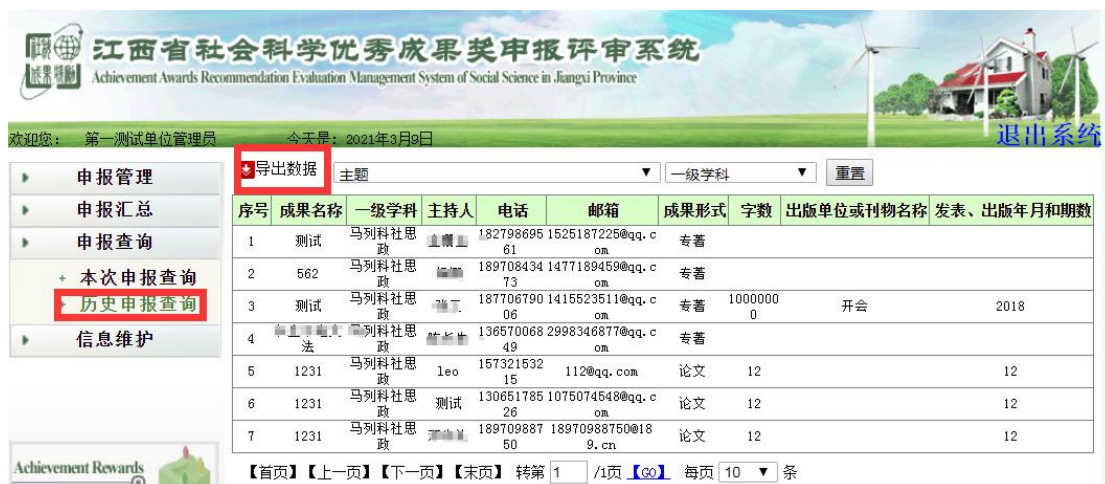 江西省社会科学优秀成果奖申报评审系统
Achievement Awards Recommendation Evaluation Management System of Social Science in Jiangxi Province
欢迎您： 第一测试单位管理员 今天是：2021年3月9日 退出系统
申报管理
申报汇总
申报查询
+ 本次申报查询
+ 历史申报查询
信息维护
Achievement Rewards
导出数据 主题 一级学科 重置
序号 成果名称 一级学科 主持人 电话 邮箱 成果形式 字数 出版单位或刊物名称 发表、出版年月和期数
1 测试 马列科社思政 18279869561 1525187225@qq.com 专著
2 562 马列科社思政 18970843473 1477189459@qq.com 专著
3 测试 马列科社思政 18770679006 1415523511@qq.com 专著 10000000 开会 2018
4 法 马列科社思政 13657006849 2998346877@qq.com 专著
5 1231 马列科社思政 leo 15732153215 112@qq.com 论文 12 12
6 1231 马列科社思政 测试 13065178526 1075074548@qq.com 论文 12 12
7 1231 马列科社思政 18970988750 18970988750@189.cn 论文 12 12
【首页】【上一页】【下一页】【末页】 转第 1 /1页 【GO】 每页 10 条